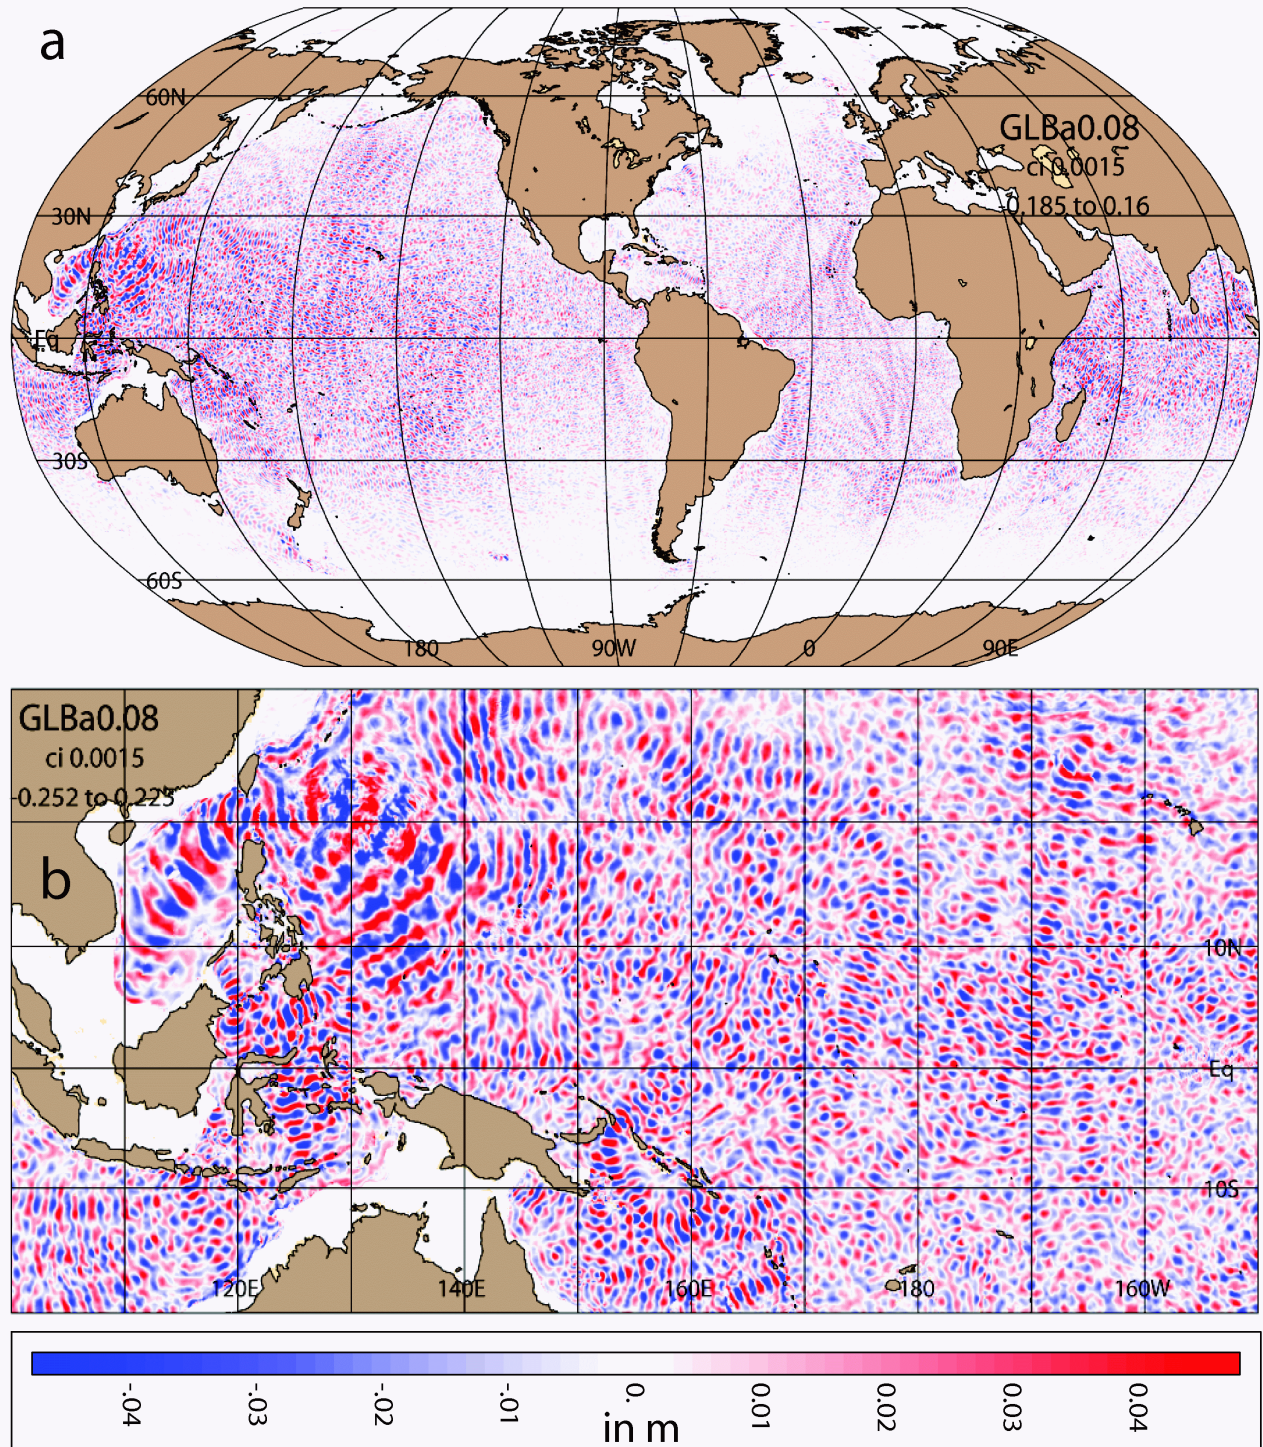 a
60N
GLBa0.08
ci 0.0015
-0.185 to 0.16
30N
Eq
30S
60S
180 90W 0 90E
GLBa0.08
ci 0.0015
-0.252 to 0.225
b
10N
Eq
10S
120E 140E 160E 180 160W
-.04 -.03 -.02 -.01 0. 0.01 0.02 0.03 0.04
in m